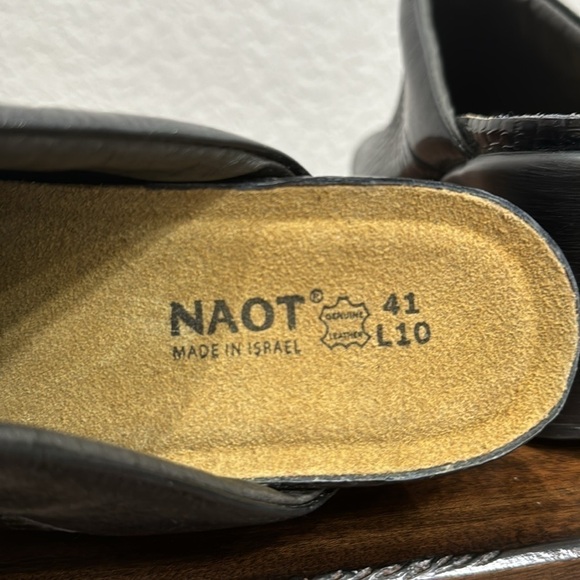 NAOT® GENUINE LEATHER 41
MADE IN ISRAEL L10